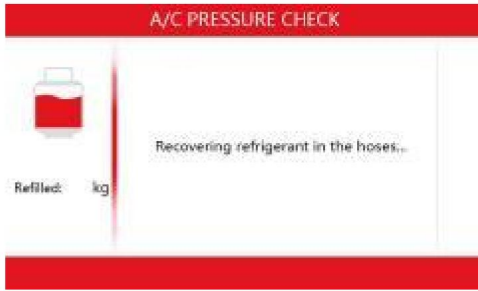 A/C PRESSURE CHECK
Recovering refrigerant in the hoses...
Refilled: kg